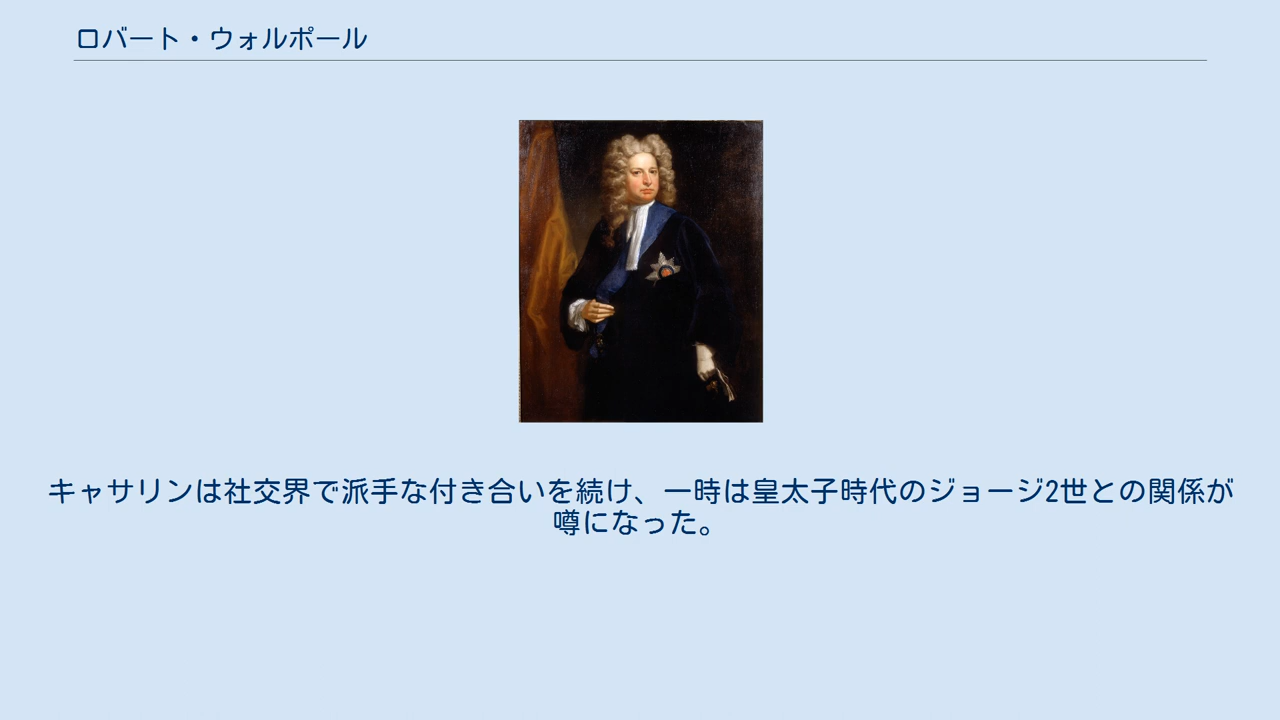 ロバート・ウォルポール
キャサリンは社交界で派手な付き合いを続け、一時は皇太子時代のジョージ2世との関係が
噂になった。